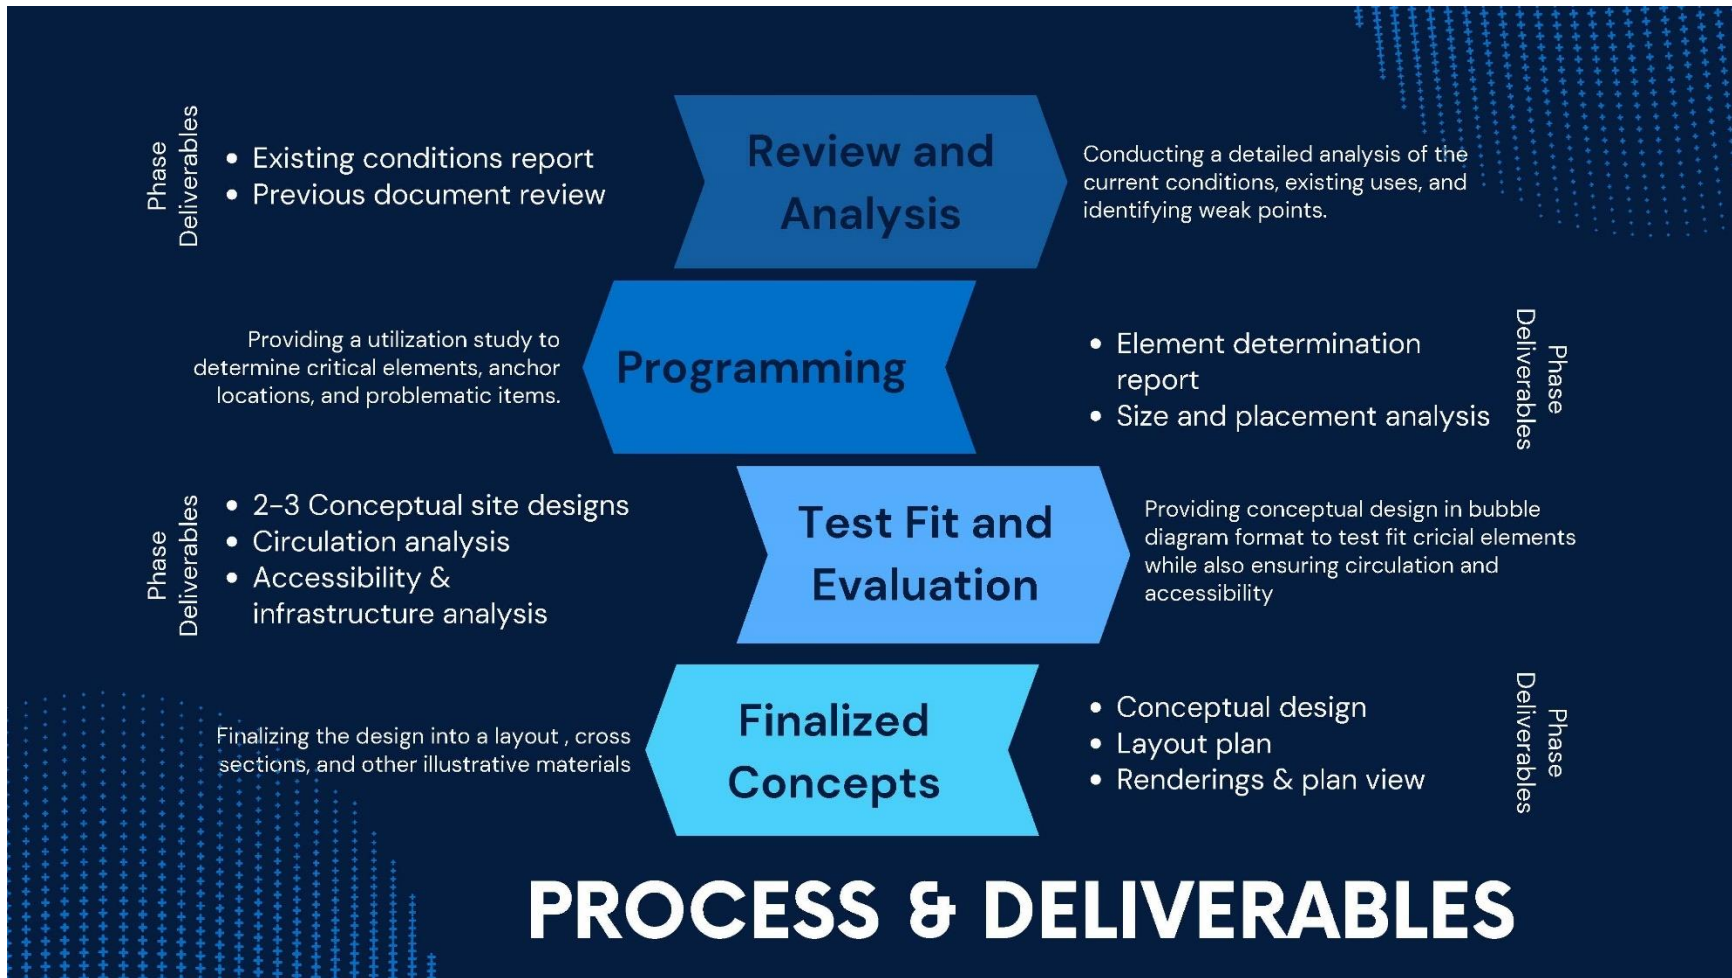 Phase
Deliverables
• Existing conditions report
• Previous document review
Review and
Analysis
Conducting a detailed analysis of the
current conditions, existing uses, and
identifying weak points.
Providing a utilization study to
determine critical elements, anchor
locations, and problematic items.
Programming
• Element determination
report
• Size and placement analysis
Phase
Deliverables
Phase
Deliverables
• 2-3 Conceptual site designs
• Circulation analysis
• Accessibility &
infrastructure analysis
Test Fit and
Evaluation
Providing conceptual design in bubble
diagram format to test fit cricial elements
while also ensuring circulation and
accessibility
Finalizing the design into a layout , cross
sections, and other illustrative materials
Finalized
Concepts
• Conceptual design
• Layout plan
• Renderings & plan view
Phase
Deliverables
PROCESS & DELIVERABLES